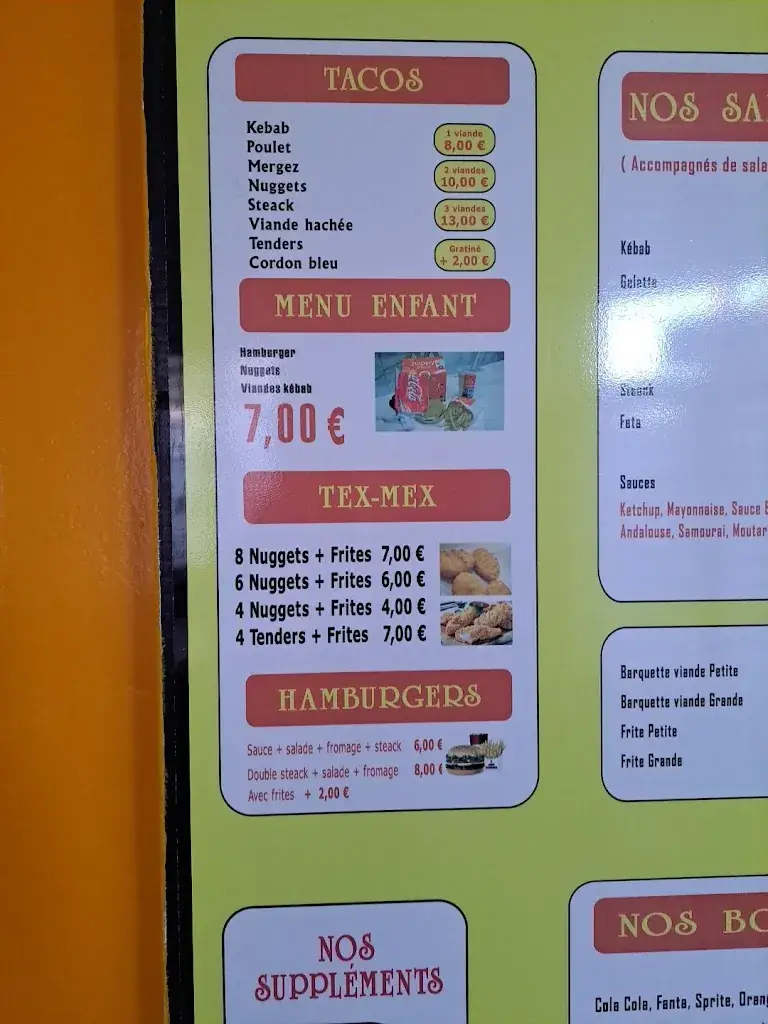 TACOS
Kebab
Poulet
Mergez
Nuggets
Steack
Viande hachée
Tenders
Cordon bleu
1 viande
8,00 €
2 viandes
10,00 €
3 viandes
13,00 €
Gratiné
+ 2,00 €
MENU ENFANT
Hamburger
Nuggets
Viandes kébab
7,00 €
TEX-MEX
8 Nuggets + Frites 7,00 €
6 Nuggets + Frites 6,00 €
4 Nuggets + Frites 4,00 €
4 Tenders + Frites 7,00 €
HAMBURGERS
Sauce + salade + fromage + steack 6,00 €
Double steack + salade + fromage 8,00 €
Avec frites + 2,00 €
NOS
SUPPLÉMENTS
NOS SA
( Accompagnés de sala
Kébab
Galette
Steack
Feta
Sauces
Ketchup, Mayonnaise, Sauce
Andalouse, Samourai, Moutar
Barquette viande Petite
Barquette viande Grande
Frite Petite
Frite Grande
NOS BO
Cola Cola, Fanta, Sprite, Oran